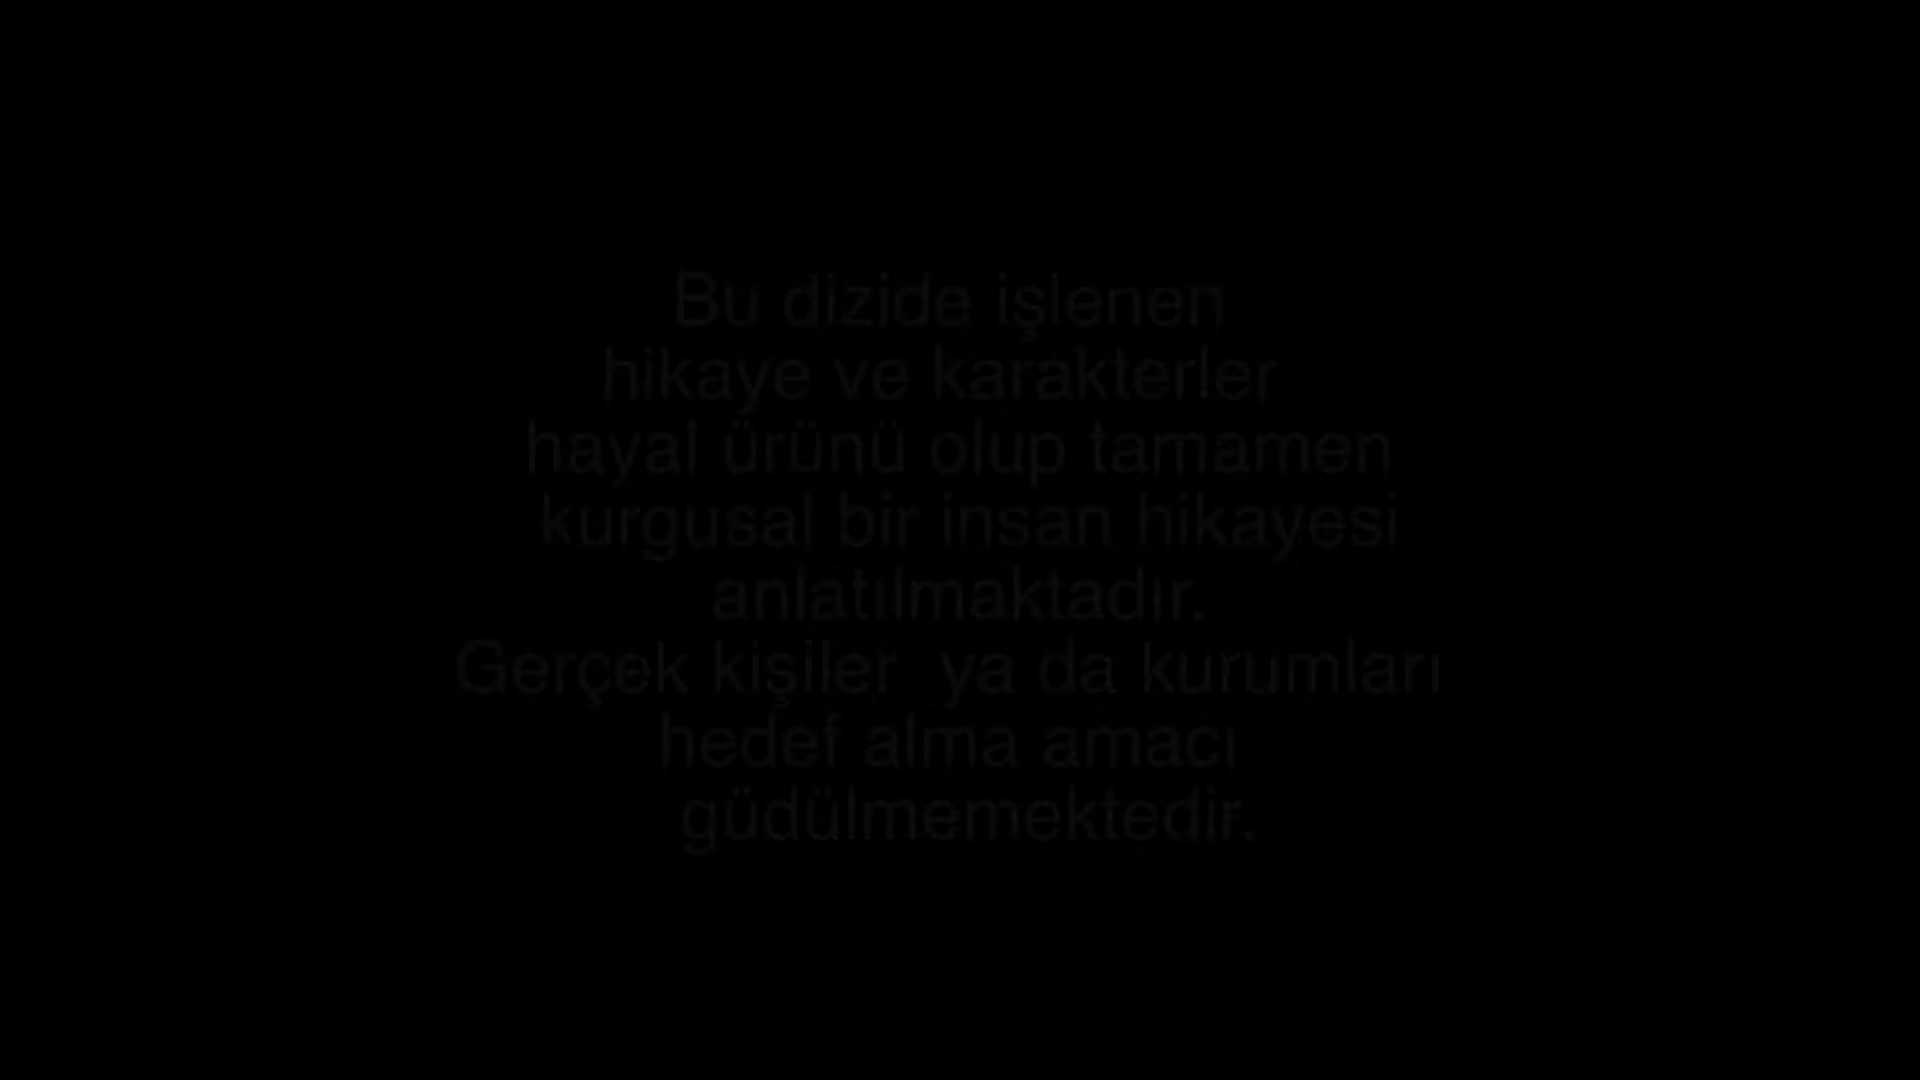 Bu dizide işlenen
hikaye ve karakterler
hayal ürünü olup tamamen
kurgusal bir insan hikayesi
anlatılmaktadır.
Gerçek kişiler ya da kurumları
hedef alma amacı
güdülmemektedir.